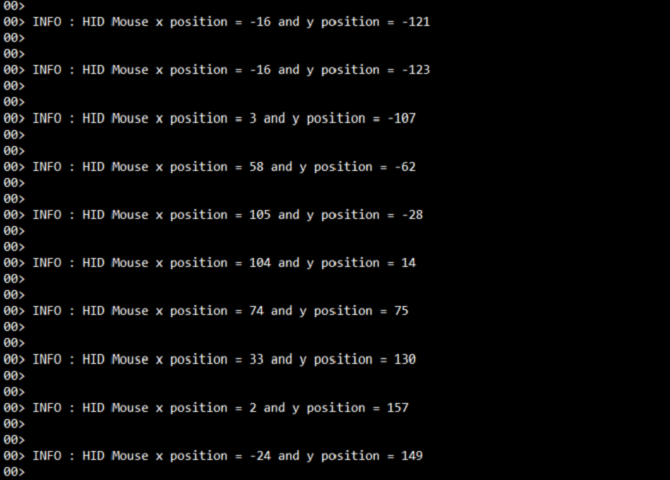 00>
00> INFO : HID Mouse x position = -16 and y position = -121
00>
00>
00> INFO : HID Mouse x position = -16 and y position = -123
00>
00>
00> INFO : HID Mouse x position = 3 and y position = -107
00>
00>
00> INFO : HID Mouse x position = 58 and y position = -62
00>
00>
00> INFO : HID Mouse x position = 105 and y position = -28
00>
00>
00> INFO : HID Mouse x position = 104 and y position = 14
00>
00>
00> INFO : HID Mouse x position = 74 and y position = 75
00>
00>
00> INFO : HID Mouse x position = 33 and y position = 130
00>
00>
00> INFO : HID Mouse x position = 2 and y position = 157
00>
00>
00> INFO : HID Mouse x position = -24 and y position = 149
00>